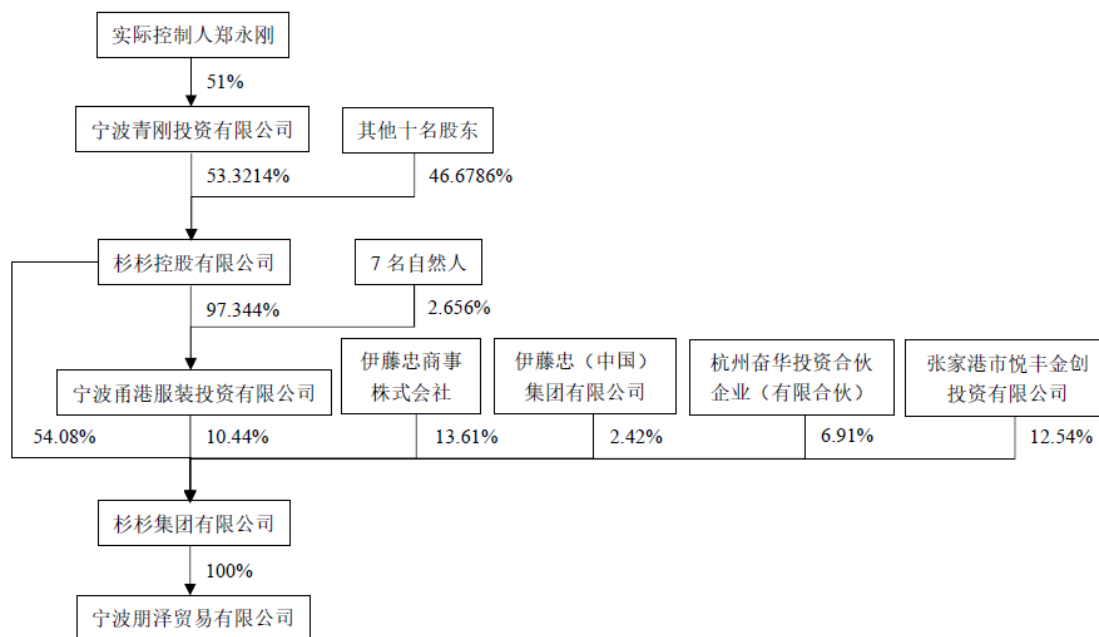 实际控制人郑永刚
51%
宁波青刚投资有限公司
其他十名股东
53.3214%
46.6786%
杉杉控股有限公司
7 名自然人
97.344%
2.656%
宁波甬港服装投资有限公司
伊藤忠商事
株式会社
伊藤忠（中国）
集团有限公司
杭州奋华投资合伙
企业（有限合伙）
张家港市悦丰金创
投资有限公司
54.08%
10.44%
13.61%
2.42%
6.91%
12.54%
杉杉集团有限公司
100%
宁波朋泽贸易有限公司